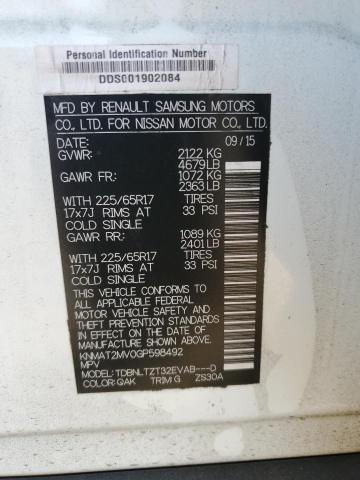 Personal Identification Number
DDS001902084
MFD BY RENAULT SAMSUNG MOTORS
CO., LTD. FOR NISSAN MOTOR CO., LTD.
DATE: 09/15
GVWR: 2122 KG
4679LB
GAWR FR: 1072 KG
2363 LB
WITH 225/65R17 TIRES
17x7J RIMS AT 33 PSI
COLD SINGLE
GAWR RR: 1089 KG
2401 LB
WITH 225/65R17 TIRES
17x7J RIMS AT 33 PSI
COLD SINGLE
THIS VEHICLE CONFORMS TO
ALL APPLICABLE FEDERAL
MOTOR VEHICLE SAFETY AND
THEFT PREVENTION STANDARDS
IN EFFECT ON THE DATE OF
MANUFACTURE SHOWN ABOVE.
KNMAT2MV0GP598492
MPV
MODEL: TDBNLTZT32EVAB---D
COLOR: QAK TRIM G ZS30A